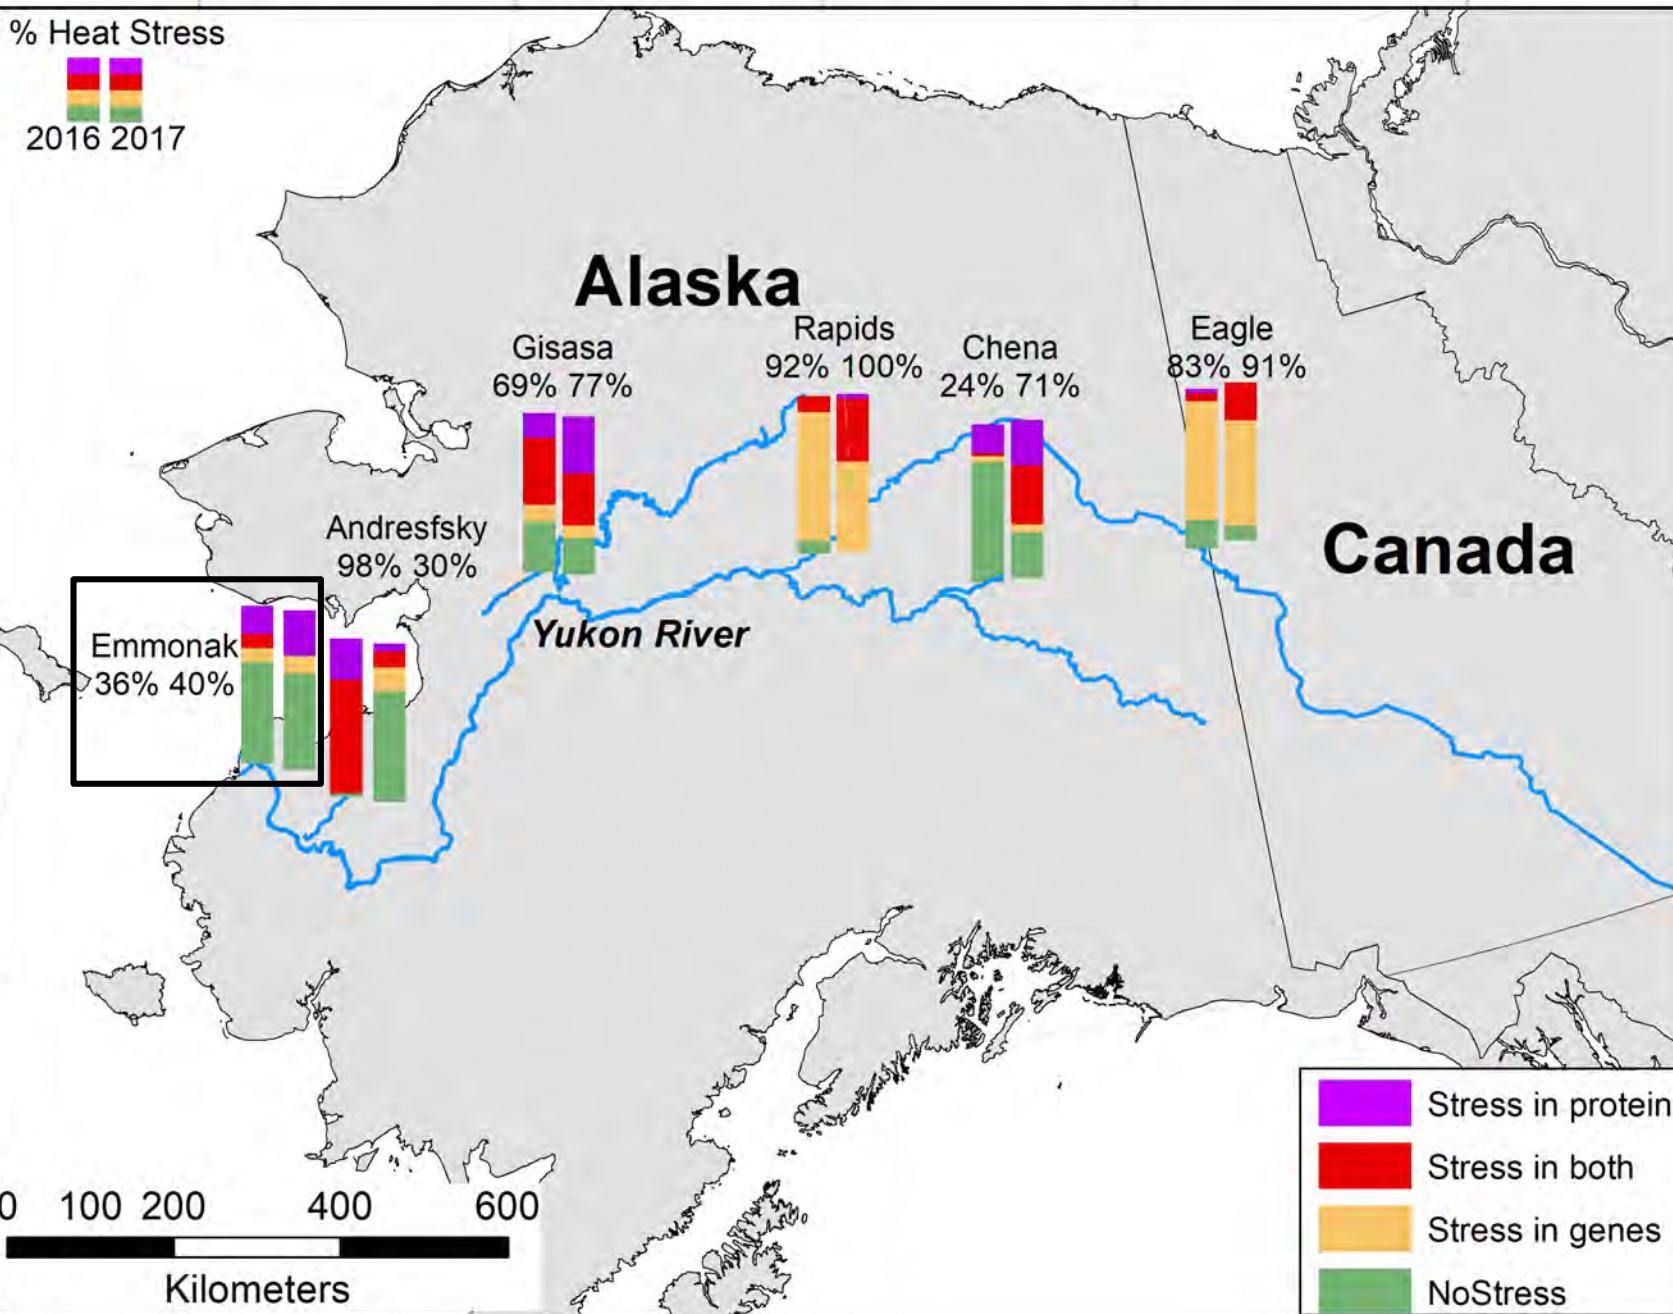 % Heat Stress
2016 2017
Alaska
Rapids
92% 100%
Eagle
83% 91%
Gisasa
69% 77%
Chena
24% 71%
Andresfsky
98% 30%
Canada
Emmonak
36% 40%
Yukon River
Stress in protein
Stress in both
Stress in genes
NoStress
0 100 200 400 600
Kilometers